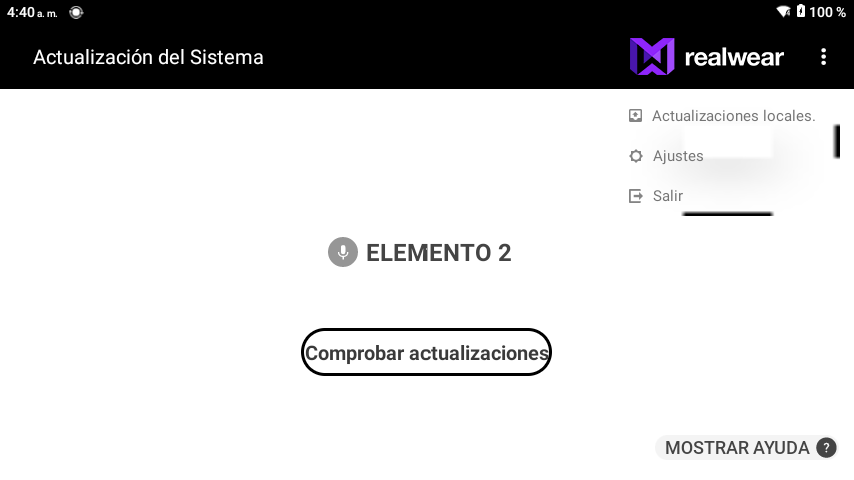 4:40 a. m.
100 %
Actualización del Sistema
realwear
Actualizaciones locales.
Ajustes
Salir
ELEMENTO 2
Comprobar actualizaciones
MOSTRAR AYUDA ?